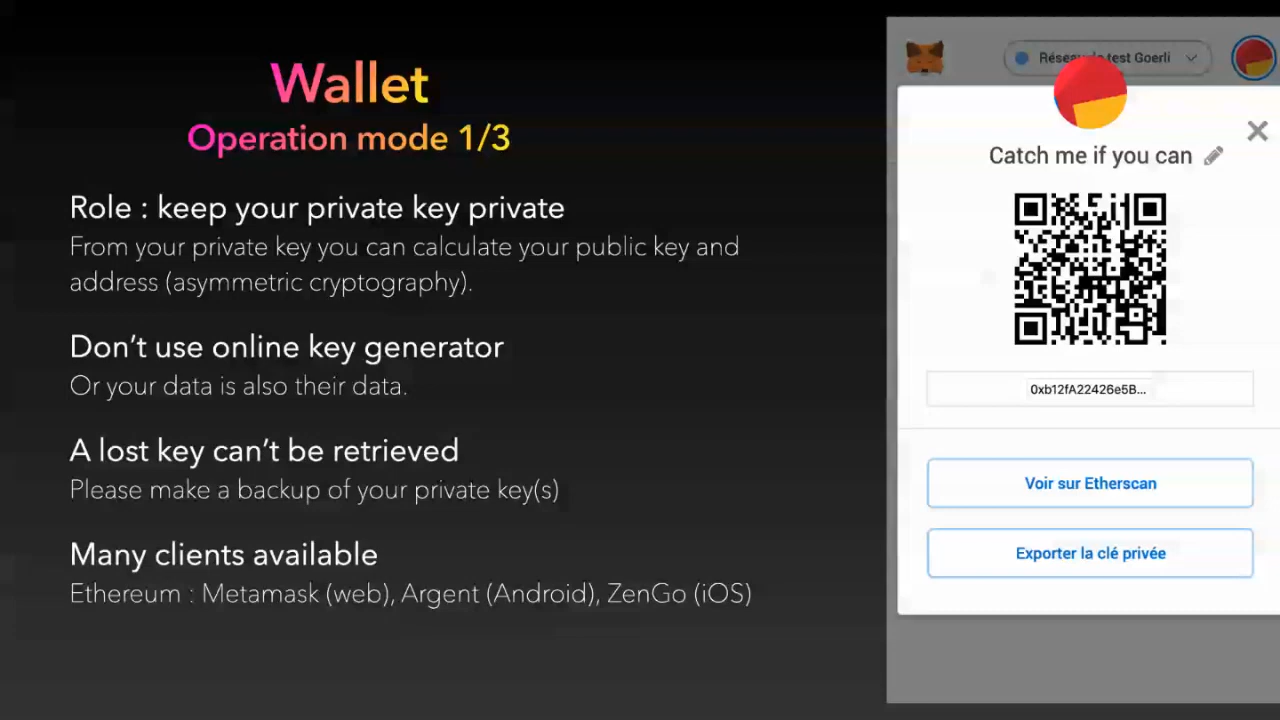 Wallet
Operation mode 1/3
Role : keep your private key private
From your private key you can calculate your public key and
address (asymmetric cryptography).
Don't use online key generator
Or your data is also their data.
A lost key can't be retrieved
Please make a backup of your private key(s)
Many clients available
Ethereum : Metamask (web), Argent (Android), ZenGo (iOS)
test Goerli
Catch me if you can
0xb12fA22426e5B...
Voir sur Etherscan
Exporter la clé privée